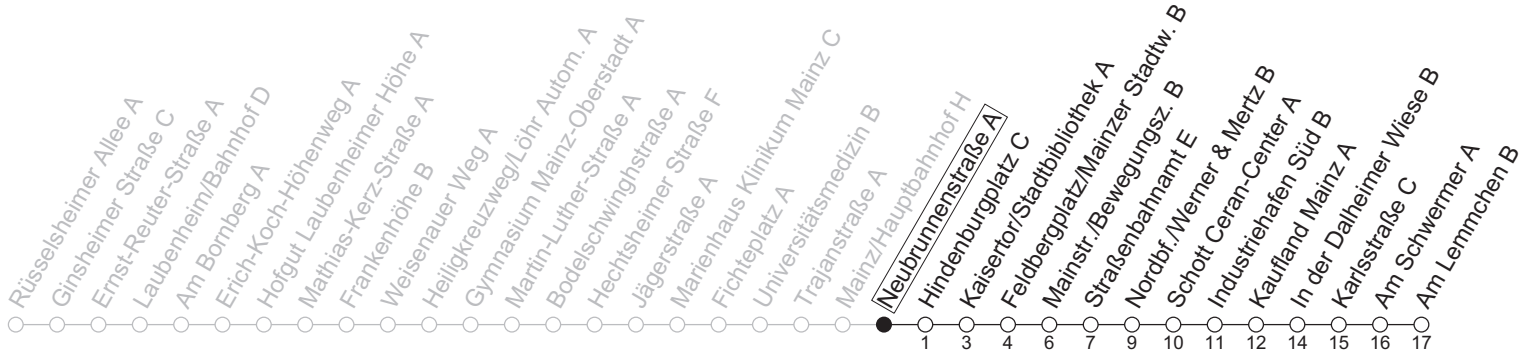 Rüsselsheimer Allee A
Ginsheimer Straße C
Ernst-Reuter-Straße A
Laubenheim/Bahnhof D
Am Bornberg A
Erich-Koch-Höhenweg A
Hofgut Laubenheimer Höhe A
Mathias-Kerz-Straße A
Frankenhöhe B
Weisenauer Weg A
Heiligkreuzweg/Löhr Autom. A
Gymnasium Mainz-Oberstadt A
Martin-Luther-Straße A
Bodelschwinghstraße A
Hechtsheimer Straße F
Jägerstraße A
Marienhaus Klinikum Mainz C
Fichteplatz A
Universitätsmedizin B
Trajanstraße A
Mainz/Hauptbahnhof H
Neubrunnenstraße A
Hindenburgplatz C
Kaisertor/Stadtbibliothek A
Feldbergplatz/Mainzer Stadtw. B
Mainstr./Bewegungsz. B
Straßenbahnamt E
Nordbf./Werner & Mertz B
Schott Ceran-Center A
Industriehafen Süd B
Kaufland Mainz A
In der Dalheimer Wiese B
Karlsstraße C
Am Schwermer A
Am Lemmchen B
1 3 4 6 7 9 10 11 12 14 15 16 17